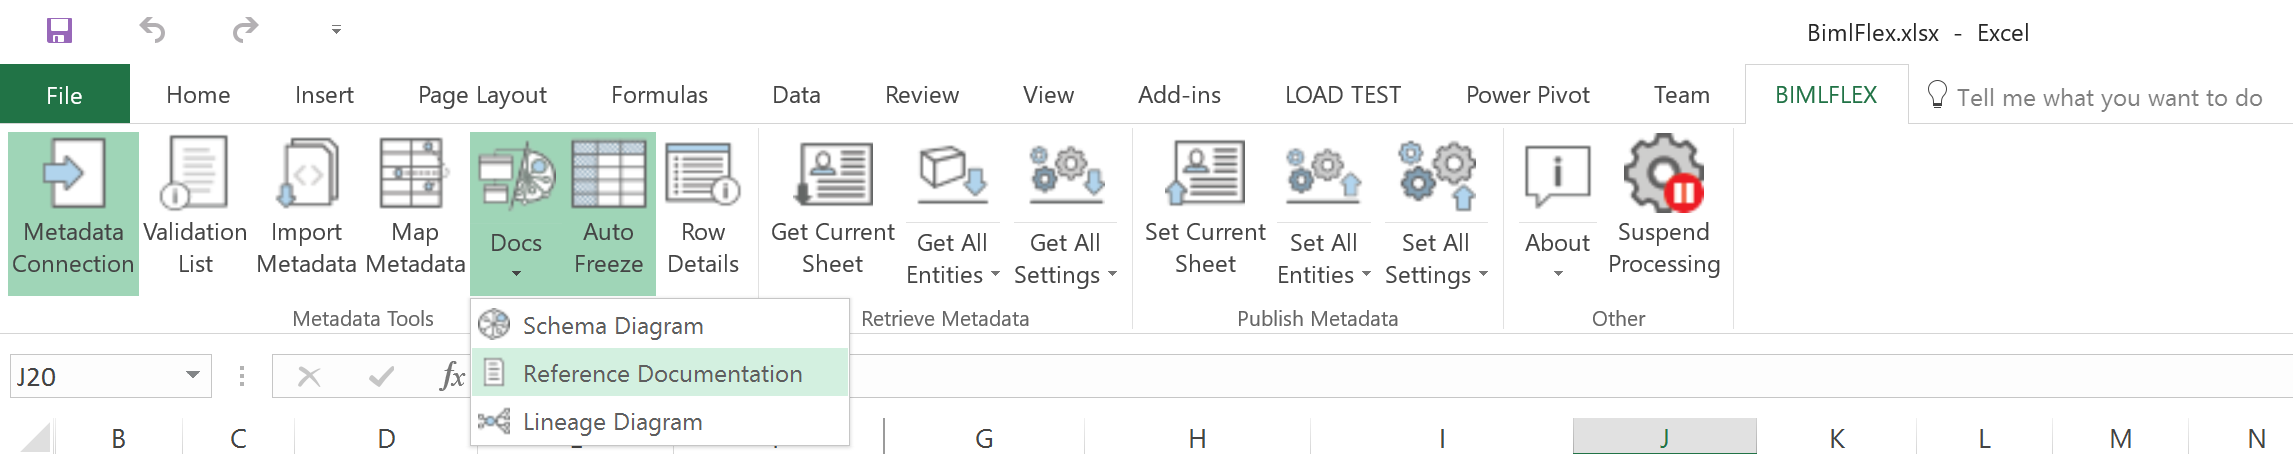 BimlFlex.xlsx - Excel
File Home Insert Page Layout Formulas Data Review View Add-ins LOAD TEST Power Pivot Team BIMLFLEX Tell me what you want to do
Metadata Connection
Validation List
Import Metadata
Map Metadata
Docs
Auto Freeze
Row Details
Get Current Sheet
Get All Entities
Get All Settings
Set Current Sheet
Set All Entities
Set All Settings
About
Suspend Processing
Metadata Tools
Retrieve Metadata
Publish Metadata
Other
Schema Diagram
Reference Documentation
Lineage Diagram
J20
fx
B C D G H I J K L M N